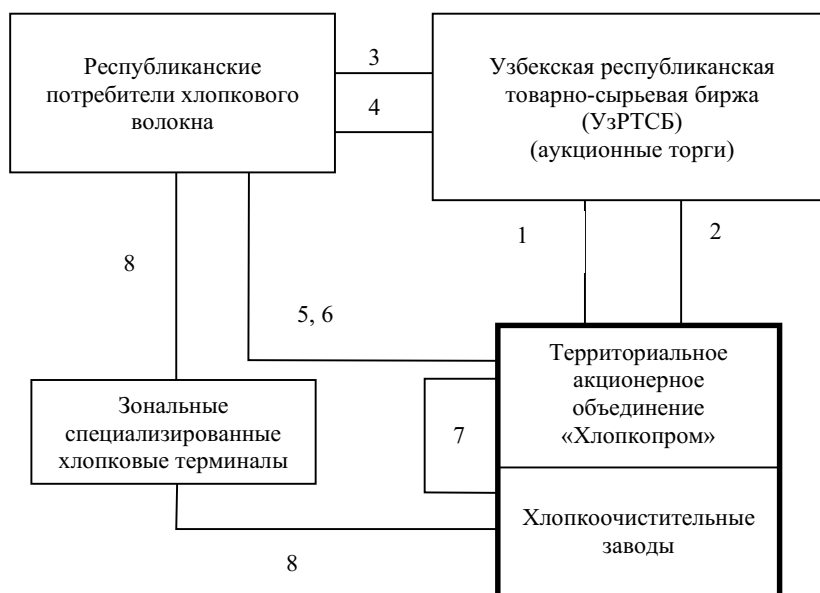 Республиканские
потребители хлопкового
волокна
3
4
Узбекская республиканская
товарно-сырьевая биржа
(УзРТСБ)
(аукционные торги)
1
2
8
5, 6
Территориальное
акционерное
объединение
«Хлопкопром»
Зональные
специализированные
хлопковые терминалы
7
Хлопкоочистительные
заводы
8